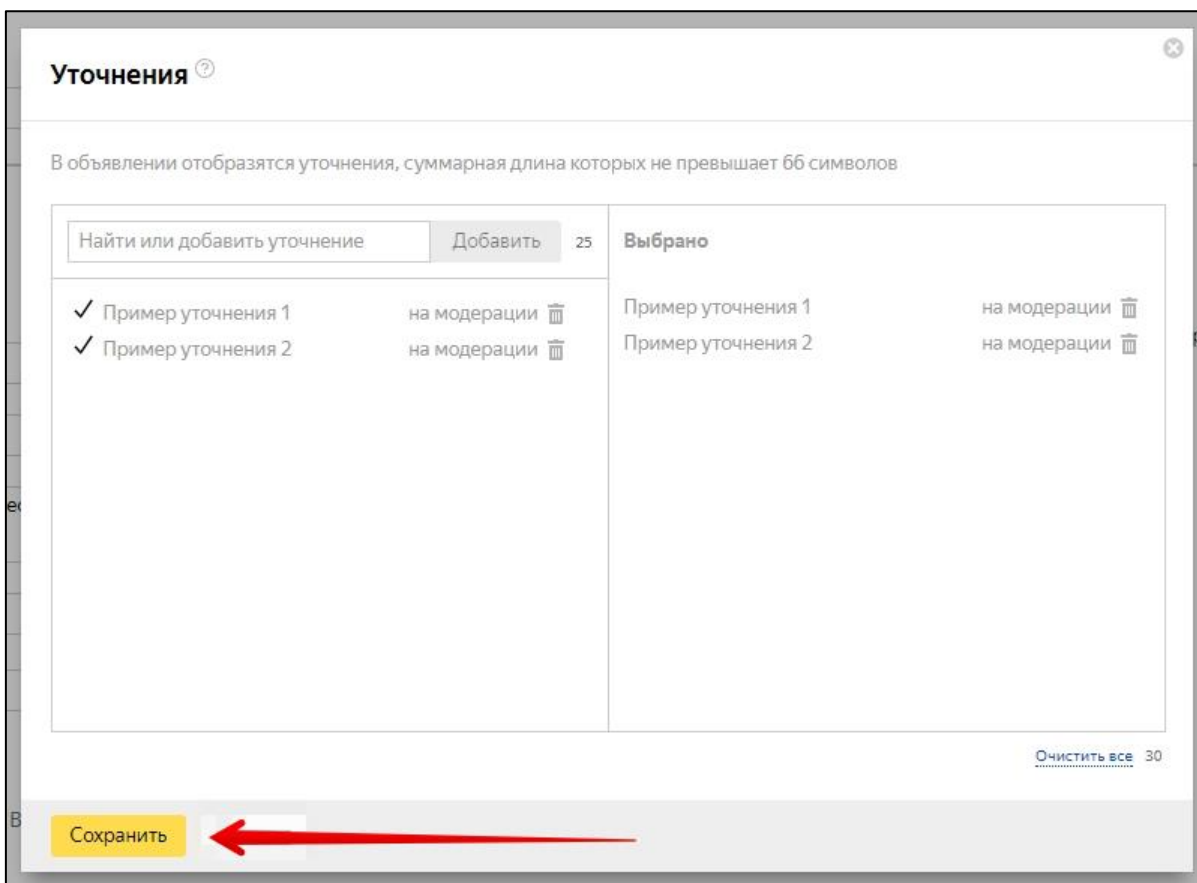 Уточнения ?
В объявлении отобразятся уточнения, суммарная длина которых не превышает 66 символов
Найти или добавить уточнение Добавить 25
✓ Пример уточнения 1 на модерации
✓ Пример уточнения 2 на модерации
Выбрано
Пример уточнения 1 на модерации
Пример уточнения 2 на модерации
Очистить все 30
Сохранить